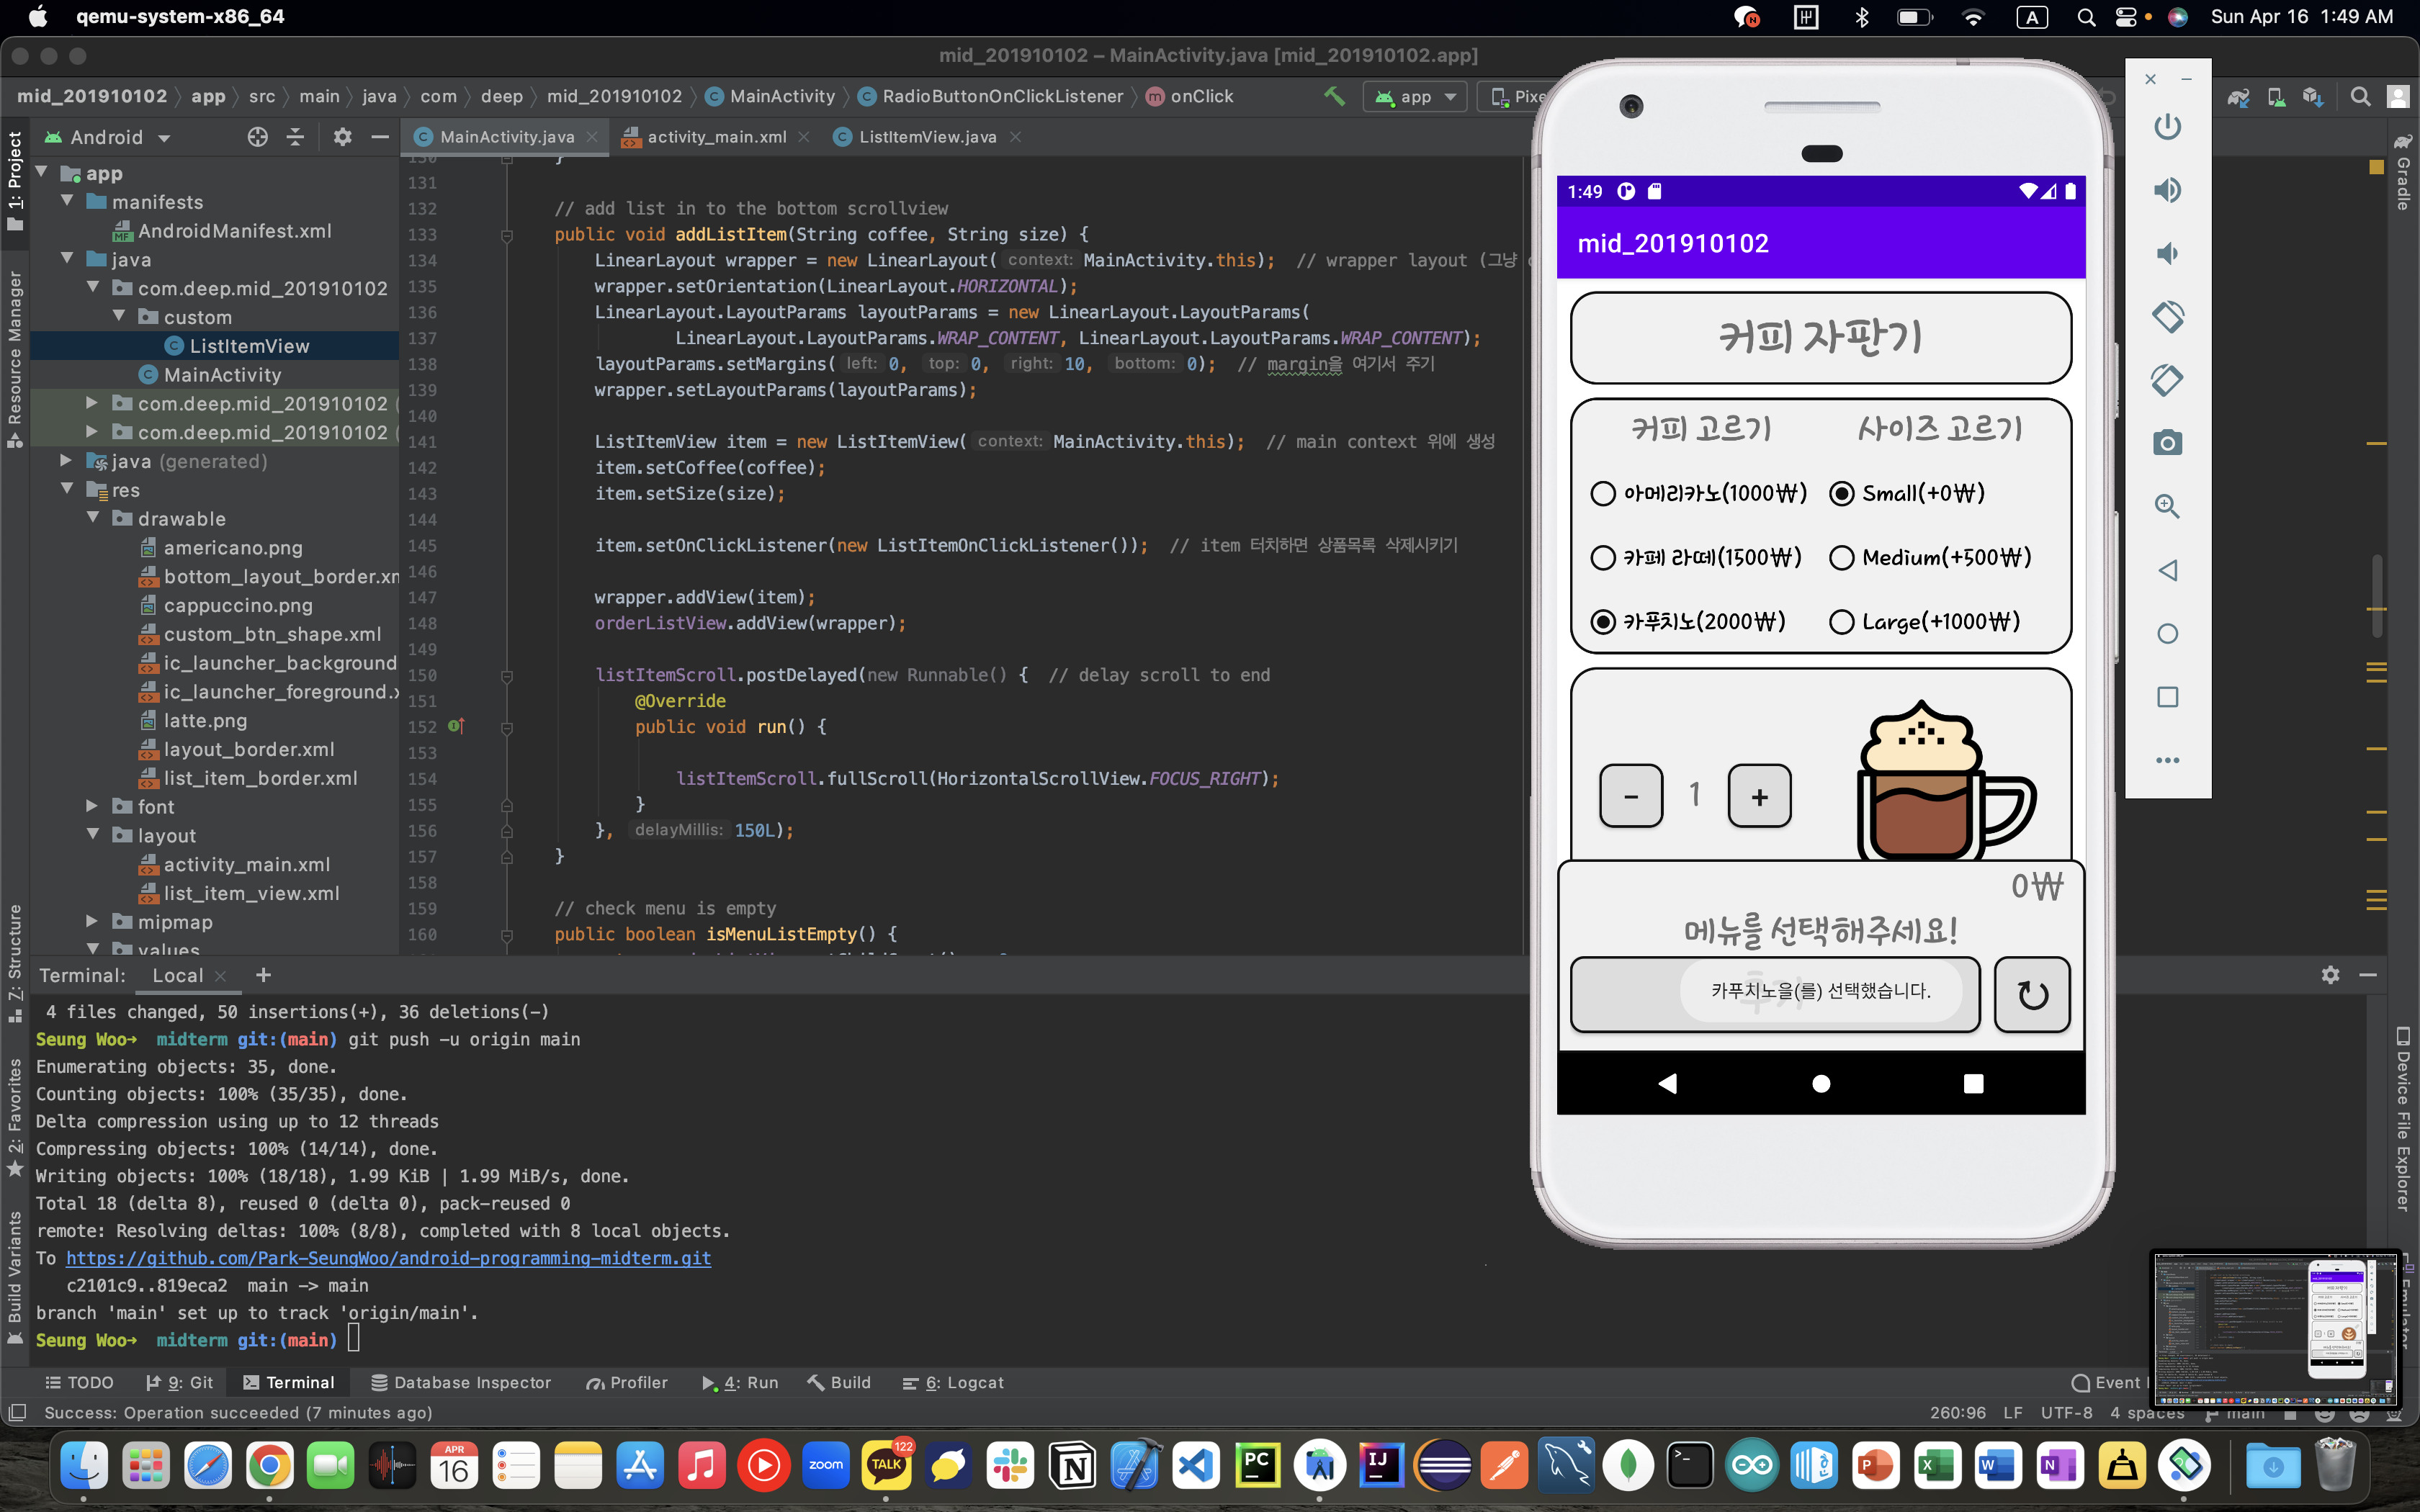 qemu-system-x86_64
Sun Apr 16 1:49 AM
mid_201910102 – MainActivity.java [mid_201910102.app]
mid_201910102 app src main java com deep mid_201910102 MainActivity RadioButtonOnClickListener onClick
app
Android
MainActivity.java
activity_main.xml
ListItemView.java
1: Project
Resource Manager
Z: Structure
2: Favorites
Build Variants
app
manifests
AndroidManifest.xml
java
com.deep.mid_201910102
custom
ListItemView
MainActivity
com.deep.mid_201910102
com.deep.mid_201910102
java (generated)
res
drawable
americano.png
bottom_layout_border.xm
cappuccino.png
custom_btn_shape.xml
ic_launcher_background
ic_launcher_foreground.x
latte.png
layout_border.xml
list_item_border.xml
font
layout
activity_main.xml
list_item_view.xml
mipmap
values
130 }
131
132 // add list in to the bottom scrollview
133 public void addListItem(String coffee, String size) {
134 LinearLayout wrapper = new LinearLayout( context: MainActivity.this); // wrapper layout (그냥
135 wrapper.setOrientation(LinearLayout.HORIZONTAL);
136 LinearLayout.LayoutParams layoutParams = new LinearLayout.LayoutParams(
137 LinearLayout.LayoutParams.WRAP_CONTENT, LinearLayout.LayoutParams.WRAP_CONTENT);
138 layoutParams.setMargins( left: 0, top: 0, right: 10, bottom: 0); // margin을 여기서 주기
139 wrapper.setLayoutParams(layoutParams);
140
141 ListItemView item = new ListItemView( context: MainActivity.this); // main context 위에 생성
142 item.setCoffee(coffee);
143 item.setSize(size);
144
145 item.setOnClickListener(new ListItemOnClickListener()); // item 터치하면 상품목록 삭제시키기
146
147 wrapper.addView(item);
148 orderListView.addView(wrapper);
149
150 listItemScroll.postDelayed(new Runnable() { // delay scroll to end
151 @Override
152 public void run() {
153
154 listItemScroll.fullScroll(HorizontalScrollView.FOCUS_RIGHT);
155 }
156 }, delayMillis: 150L);
157 }
158
159 // check menu is empty
160 public boolean isMenuListEmpty() {
Terminal: Local +
4 files changed, 50 insertions(+), 36 deletions(-)
Seung Woo→ midterm git:(main) git push -u origin main
Enumerating objects: 35, done.
Counting objects: 100% (35/35), done.
Delta compression using up to 12 threads
Compressing objects: 100% (14/14), done.
Writing objects: 100% (18/18), 1.99 KiB | 1.99 MiB/s, done.
Total 18 (delta 8), reused 0 (delta 0), pack-reused 0
remote: Resolving deltas: 100% (8/8), completed with 8 local objects.
To https://github.com/Park-SeungWoo/android-programming-midterm.git
c2101c9..819eca2 main -> main
branch 'main' set up to track 'origin/main'.
Seung Woo→ midterm git:(main)
1:49
mid_201910102
커피 자판기
커피 고르기 사이즈 고르기
아메리카노(1000₩) Small(+0₩)
카페 라떼(1500₩) Medium(+500₩)
카푸치노(2000₩) Large(+1000₩)
- 1 +
0₩
메뉴를 선택해주세요!
카푸치노을(를) 선택했습니다.
Gradle
Device File Explorer
TODO 9: Git Terminal Database Inspector Profiler 4: Run Build 6: Logcat
Event
Success: Operation succeeded (7 minutes ago)
260:96 LF UTF-8 4 spaces main
APR
16
zoom
TALK
122
PC
IJ